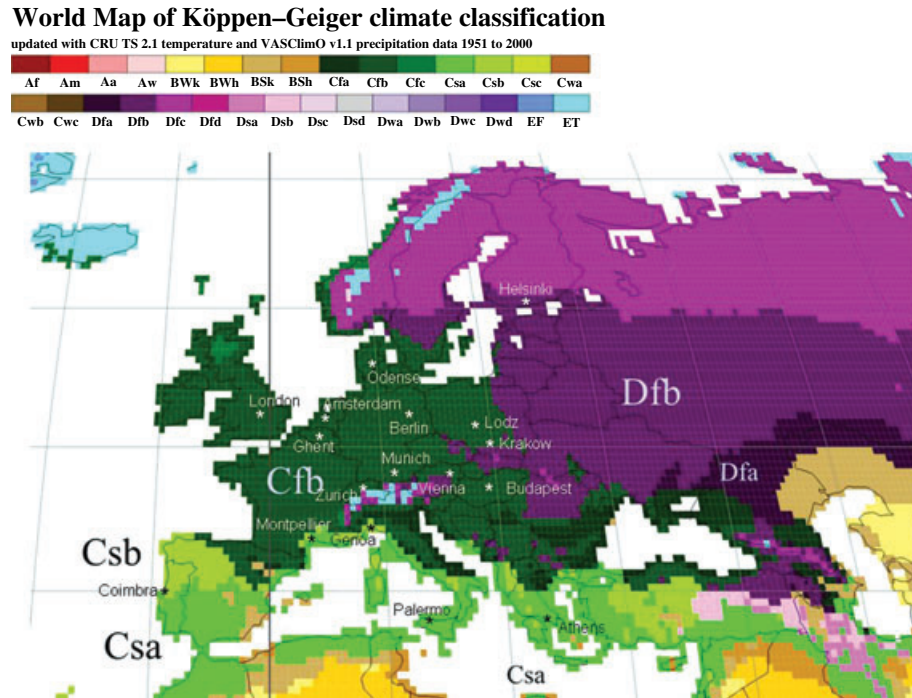 World Map of Köppen–Geiger climate classification
updated with CRU TS 2.1 temperature and VASClimO v1.1 precipitation data 1951 to 2000
Af Am Aa Aw BWk BWh BSk BSh Cfa Cfb Cfc Csa Csb Csc Cwa
Cwb Cwc Dfa Dfb Dfc Dfd Dsa Dsb Dsc Dsd Dwa Dwb Dwc Dwd EF ET
Helsinki
Odense
Dfb
London Amsterdam
Berlin Lodz
Ghent Krakow
Munich Dfa
Cfb Zurich Vienna Budapest
Montpellier
Genoa
Csb
Coimbra
Palermo
Athens
Csa
Csa